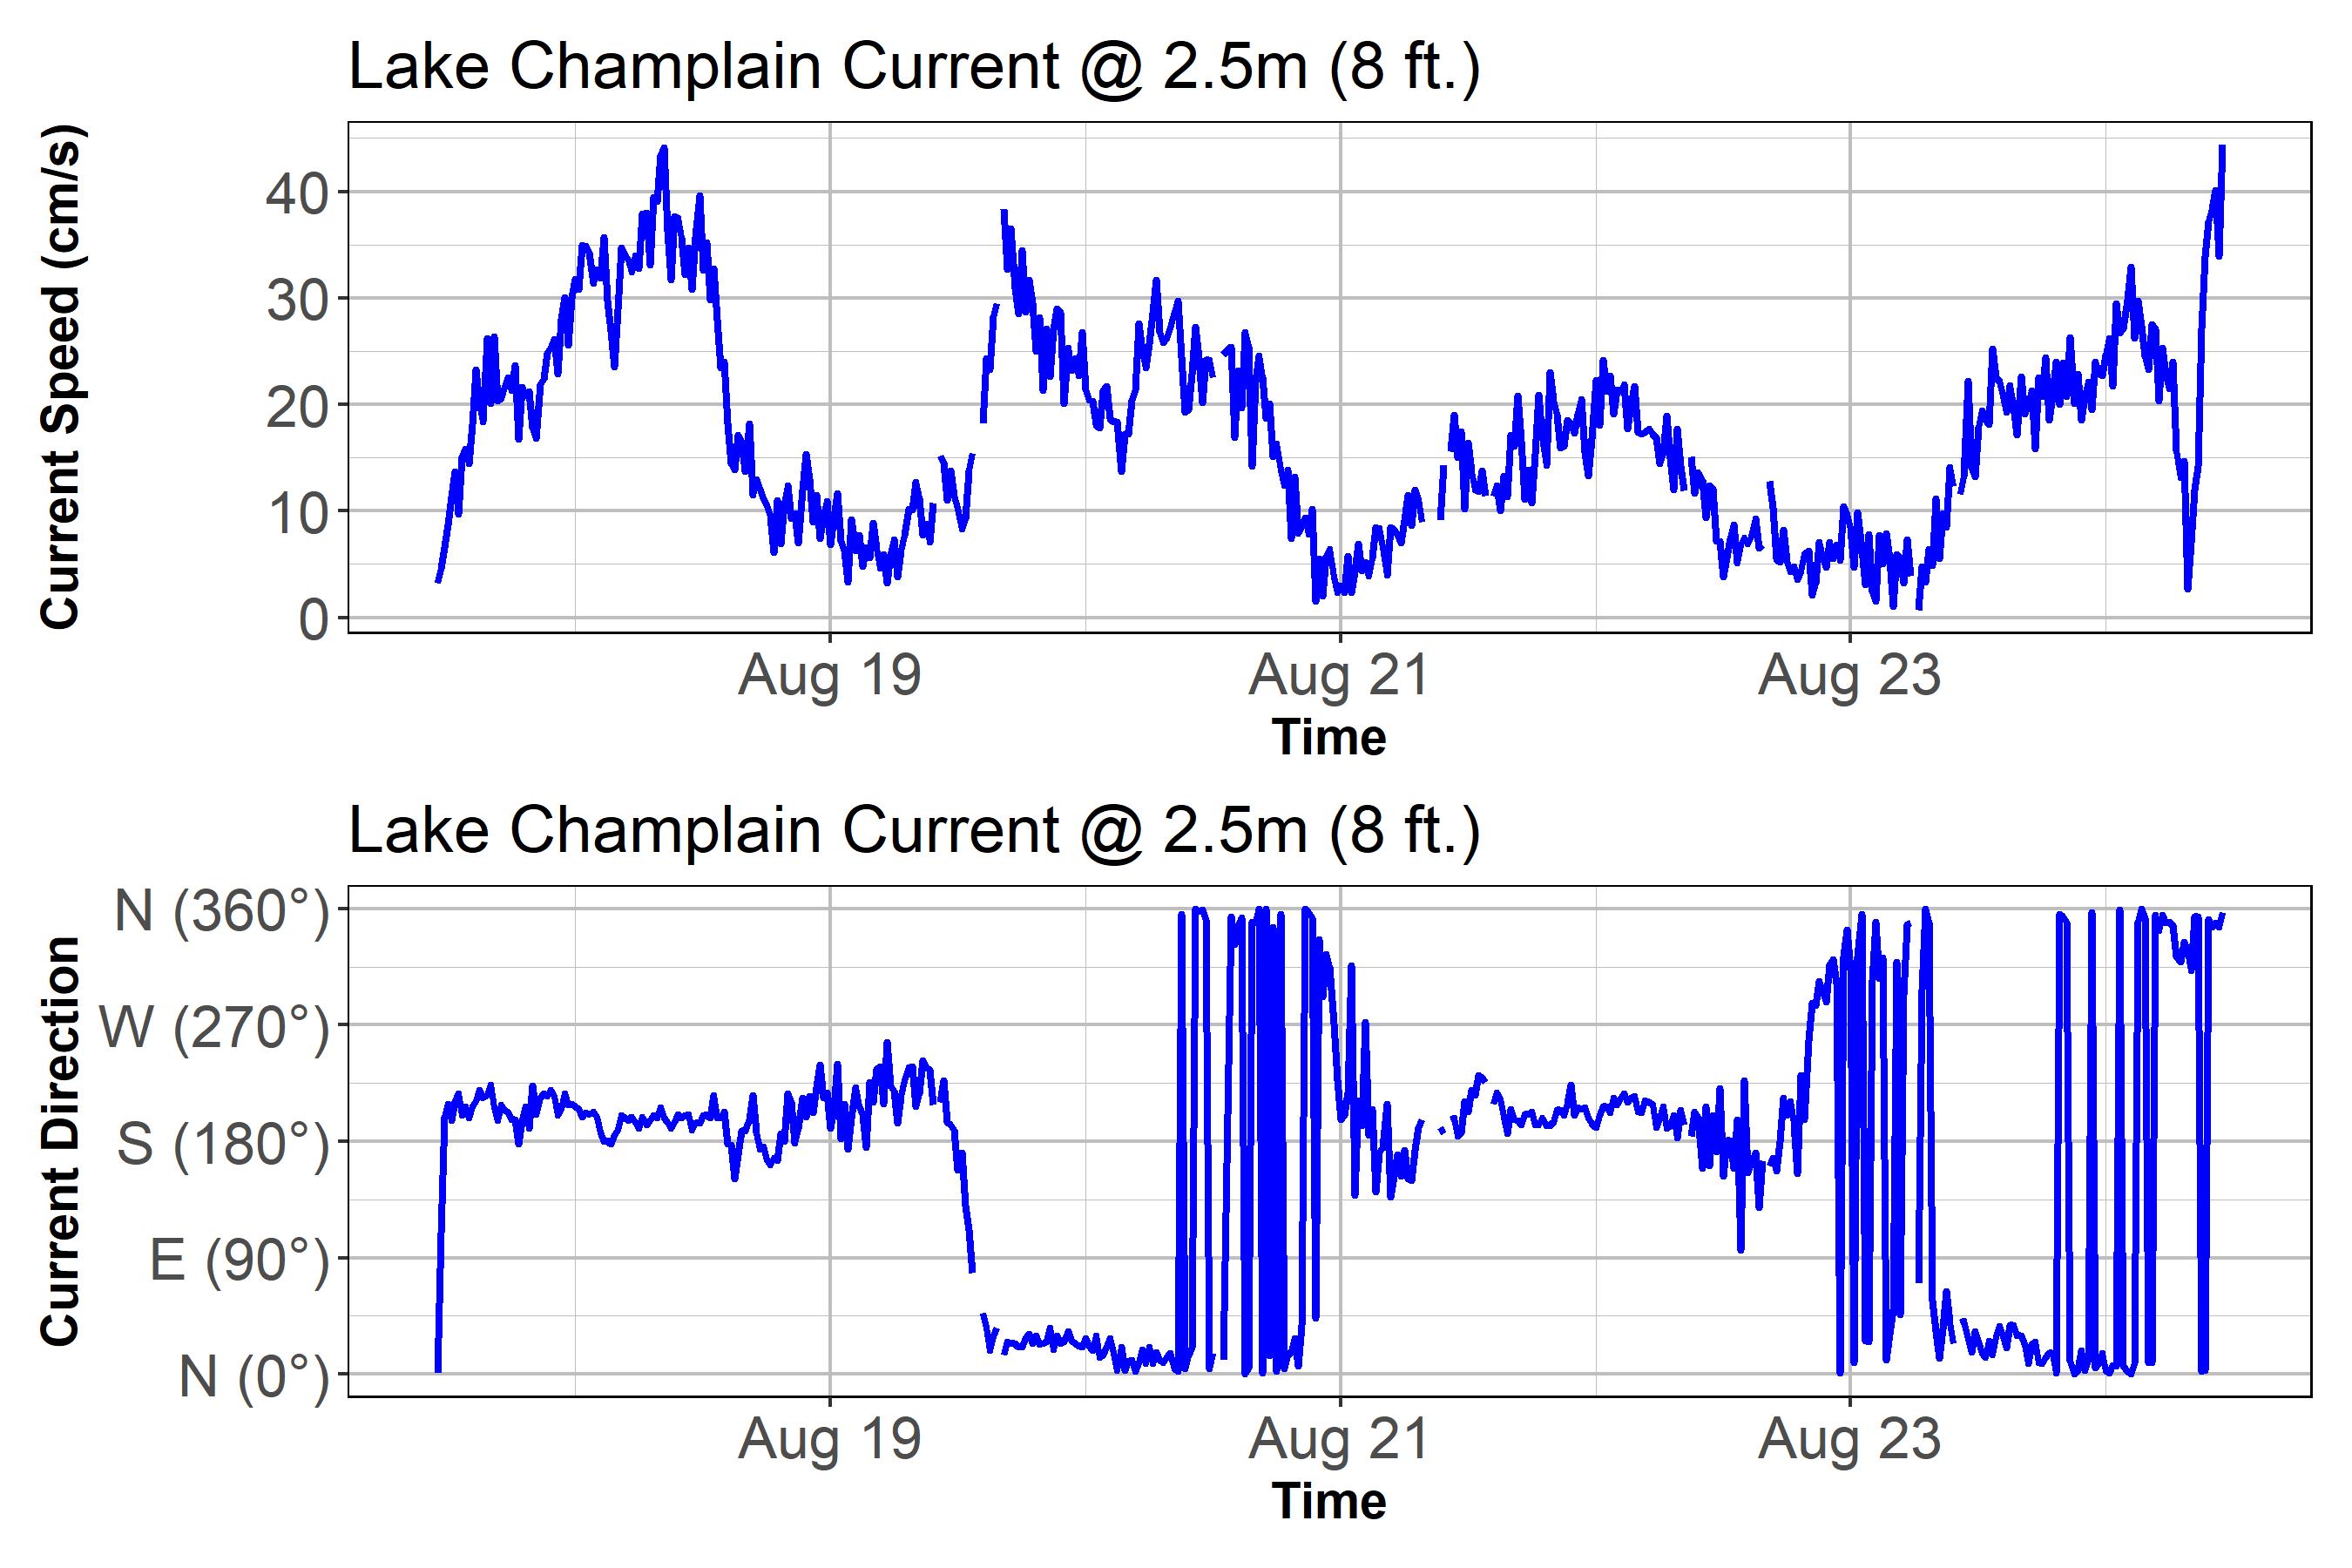 Lake Champlain Current @ 2.5m (8 ft.)
Current Speed (cm/s)
40
30
20
10
0
Aug 19 Aug 21 Aug 23
Time
Lake Champlain Current @ 2.5m (8 ft.)
Current Direction
N (360°)
W (270°)
S (180°)
E (90°)
N (0°)
Aug 19 Aug 21 Aug 23
Time